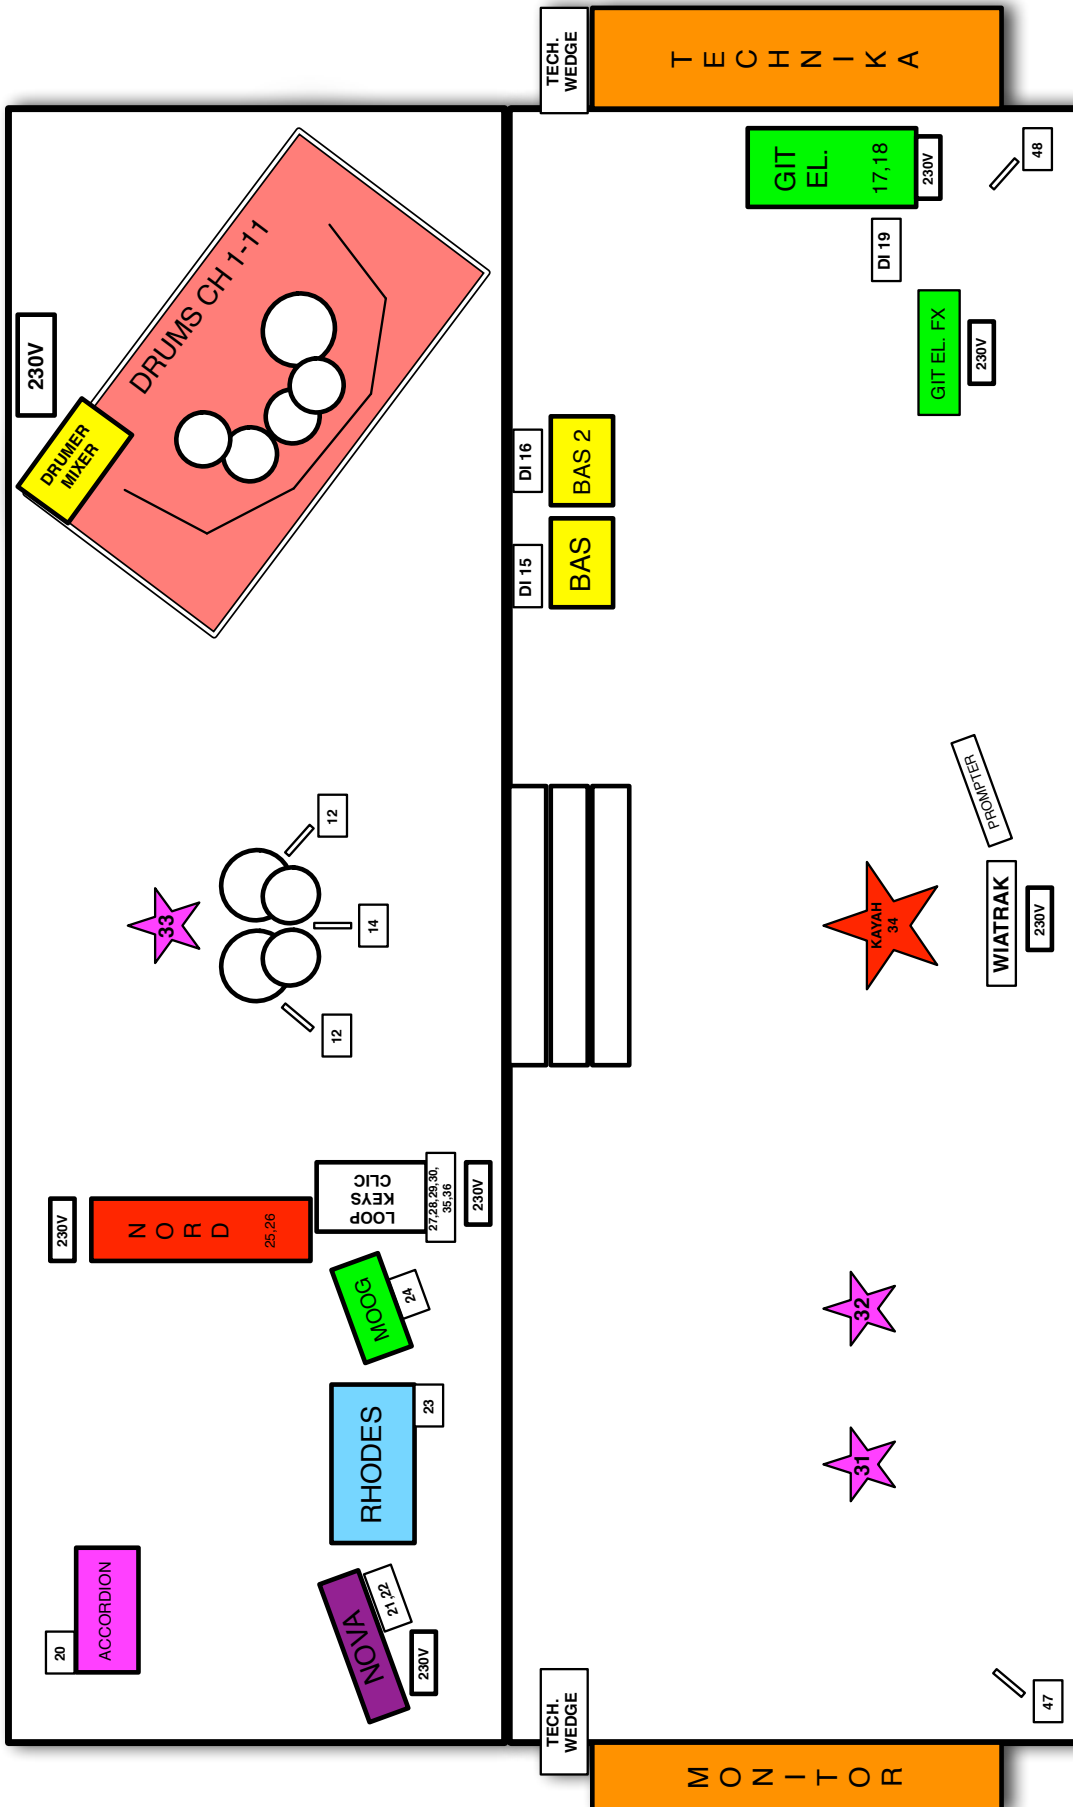 230V
DRUMER
MIXER
DRUMS CH 1-11
33
12
14
12
230V
NORD
25,26
LOOP
KEYS
CLIC
27,28,29,30,
35,36
230V
MOOG
24
RHODES
23
ACCORDION
20
NOVA
21,22
230V
TECH.
WEDGE
TECHNIKA
GIT
EL.
17,18
230V
48
DI 19
GIT EL. FX
230V
DI 16
BAS 2
DI 15
BAS
PROMPTER
KAYAH
34
WIATRAK
230V
32
31
47
TECH.
WEDGE
MONITOR